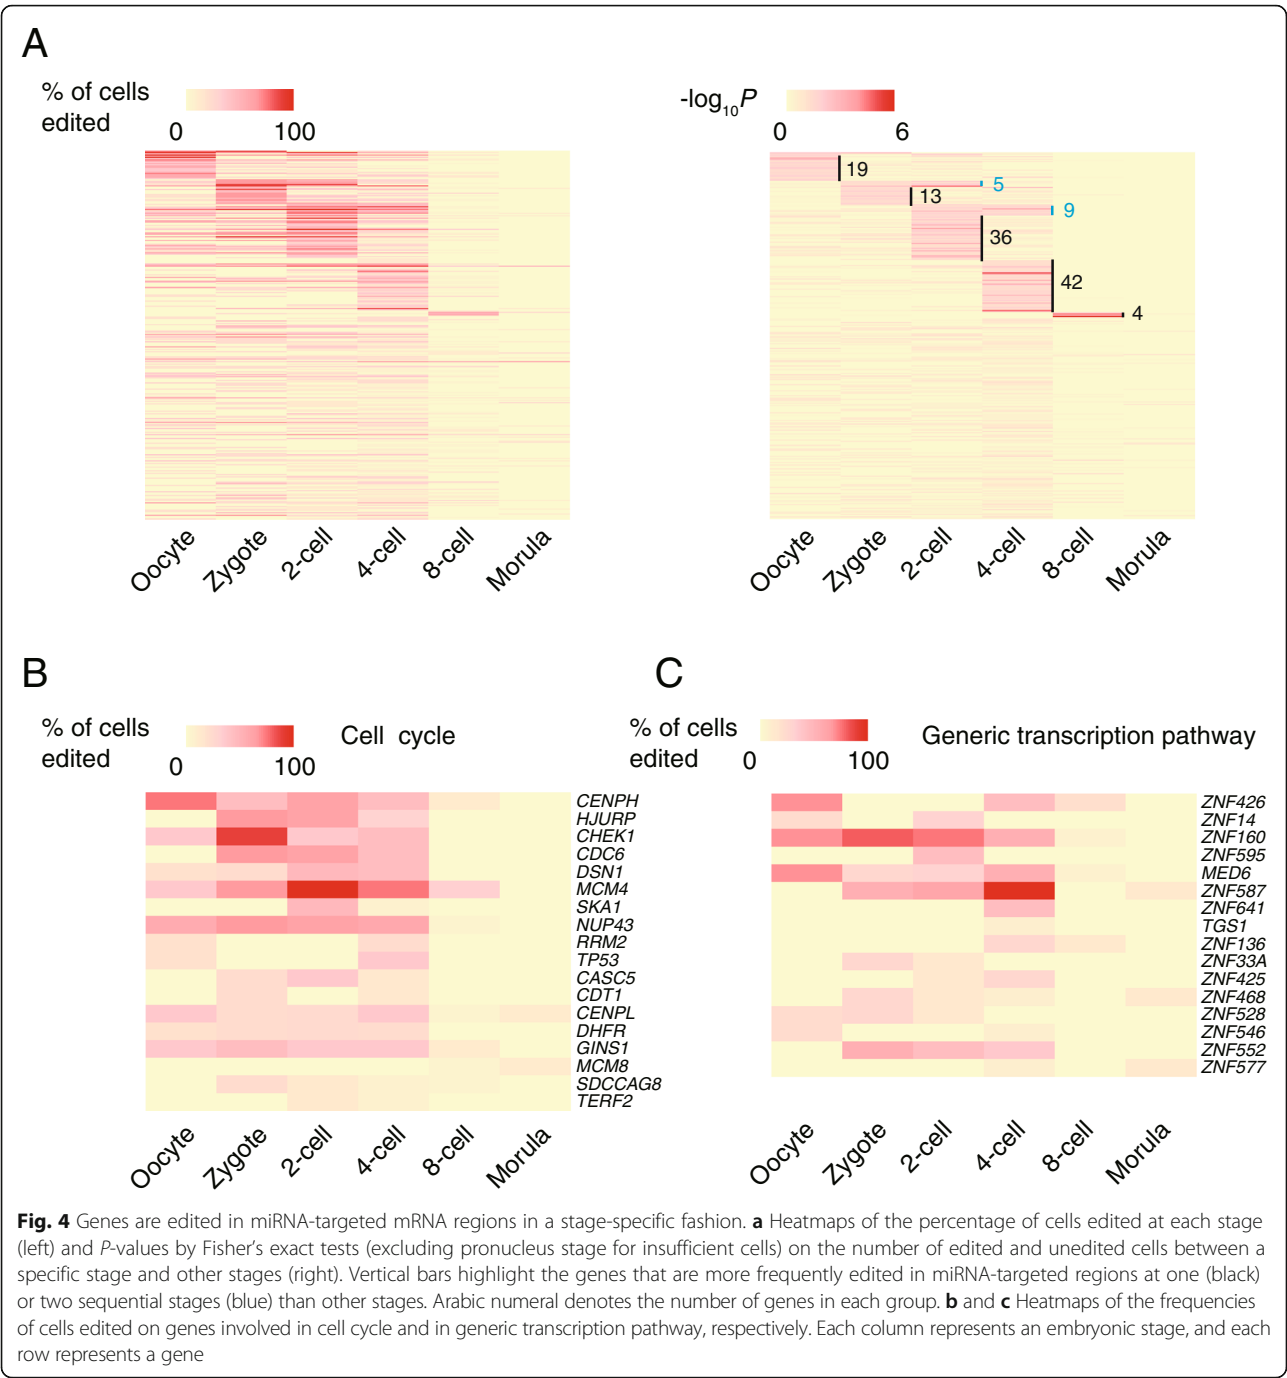 A
% of cells
edited
0 100
-log10P
0 6
19
5
13
9
36
42
4
Oocyte
Zygote
2-cell
4-cell
8-cell
Morula
Oocyte
Zygote
2-cell
4-cell
8-cell
Morula
B
% of cells
edited
0 100
Cell cycle
CENPH
HJURP
CHEK1
CDC6
DSN1
MCM4
SKA1
NUP43
RRM2
TP53
CASC5
CDT1
CENPL
DHFR
GINS1
MCM8
SDCCAG8
TERF2
Oocyte
Zygote
2-cell
4-cell
8-cell
Morula
C
% of cells
edited
0 100
Generic transcription pathway
ZNF426
ZNF14
ZNF160
ZNF595
MED6
ZNF587
ZNF641
TGS1
ZNF136
ZNF33A
ZNF425
ZNF468
ZNF528
ZNF546
ZNF552
ZNF577
Oocyte
Zygote
2-cell
4-cell
8-cell
Morula
Fig. 4 Genes are edited in miRNA-targeted mRNA regions in a stage-specific fashion. a Heatmaps of the percentage of cells edited at each stage
(left) and P-values by Fisher's exact tests (excluding pronucleus stage for insufficient cells) on the number of edited and unedited cells between a
specific stage and other stages (right). Vertical bars highlight the genes that are more frequently edited in miRNA-targeted regions at one (black)
or two sequential stages (blue) than other stages. Arabic numeral denotes the number of genes in each group. b and c Heatmaps of the frequencies
of cells edited on genes involved in cell cycle and in generic transcription pathway, respectively. Each column represents an embryonic stage, and each
row represents a gene